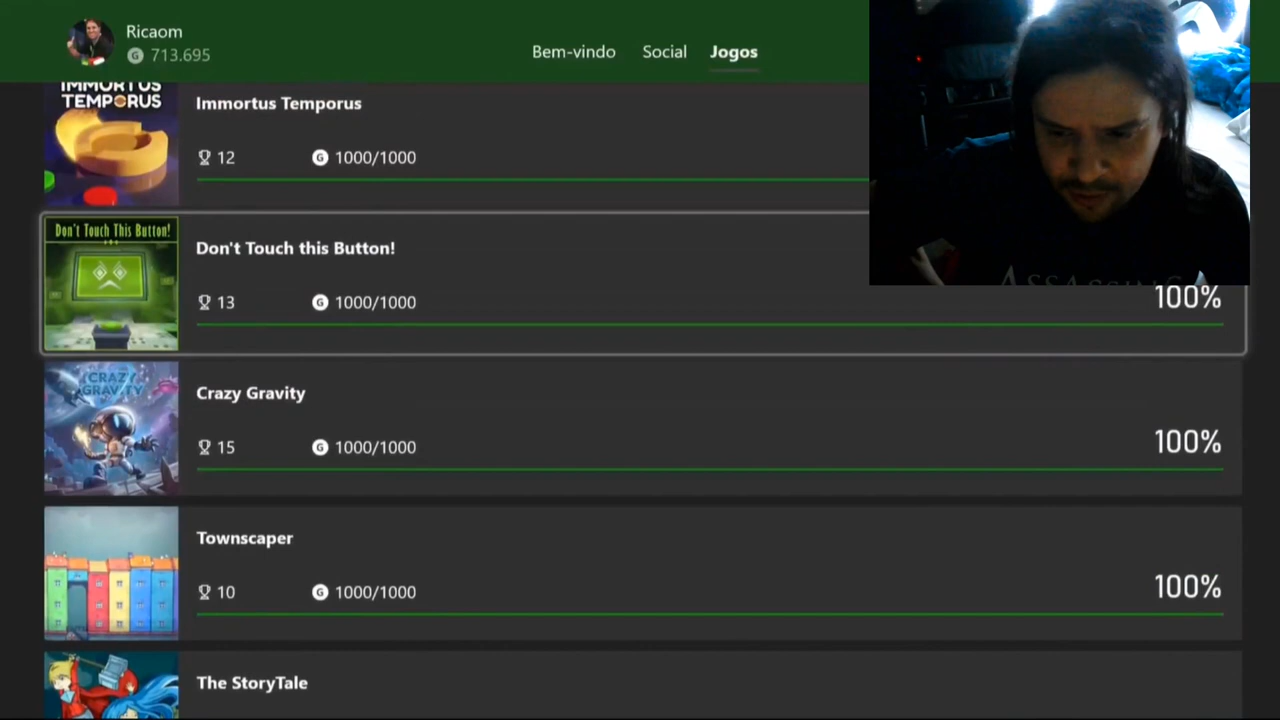 Ricaom
713.695
Bem-vindo
Social
Jogos
IMMORTUS
TEMPORUS
Immortus Temporus
12
G 1000/1000
Don't Touch This Button!
Don't Touch this Button!
13
G 1000/1000
100%
ASSASSINS
CRAZY
GRAVITY
Crazy Gravity
15
G 1000/1000
100%
Townscaper
10
G 1000/1000
100%
The StoryTale